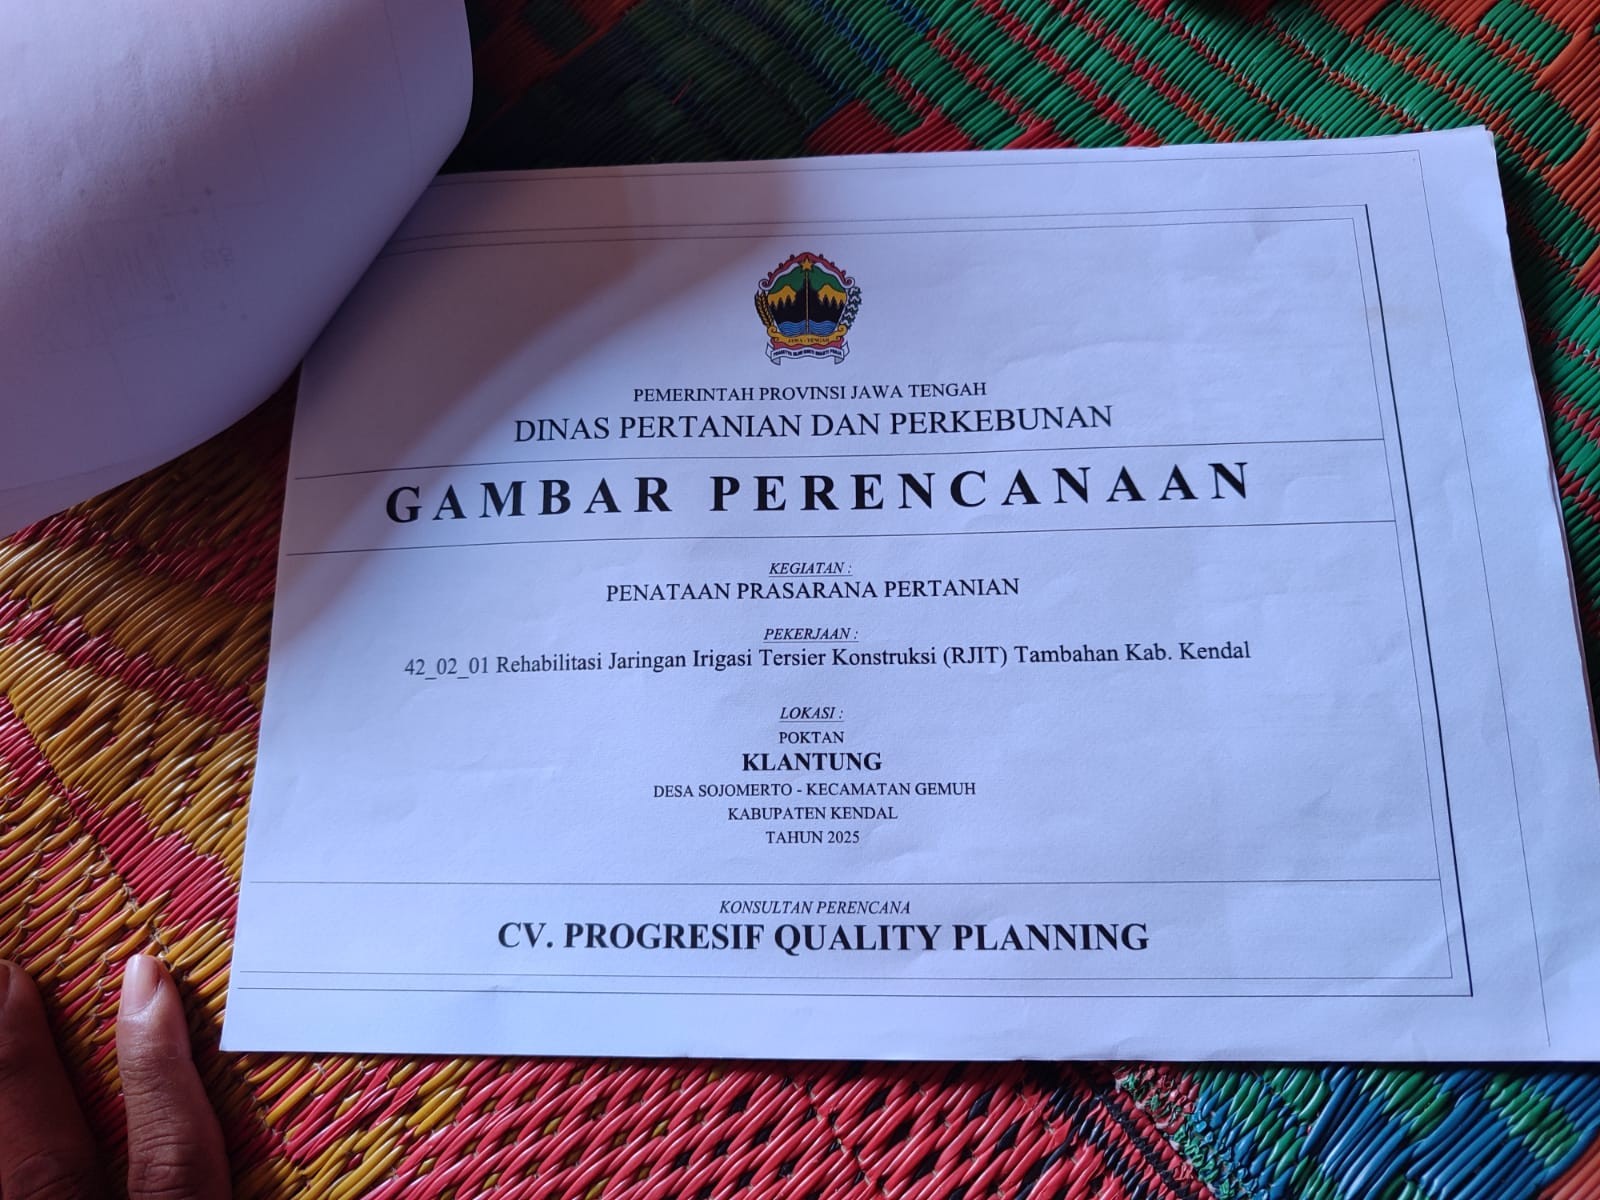 JAWA - TENGAH
PEMERINTAH PROVINSI JAWA TENGAH
DINAS PERTANIAN DAN PERKEBUNAN
GAMBAR PERENCANAAN
KEGIATAN :
PENATAAN PRASARANA PERTANIAN
PEKERJAAN :
42_02_01 Rehabilitasi Jaringan Irigasi Tersier Konstruksi (RJIT) Tambahan Kab. Kendal
LOKASI :
POKTAN
KLANTUNG
DESA SOJOMERTO - KECAMATAN GEMUH
KABUPATEN KENDAL
TAHUN 2025
KONSULTAN PERENCANA
CV. PROGRESIF QUALITY PLANNING